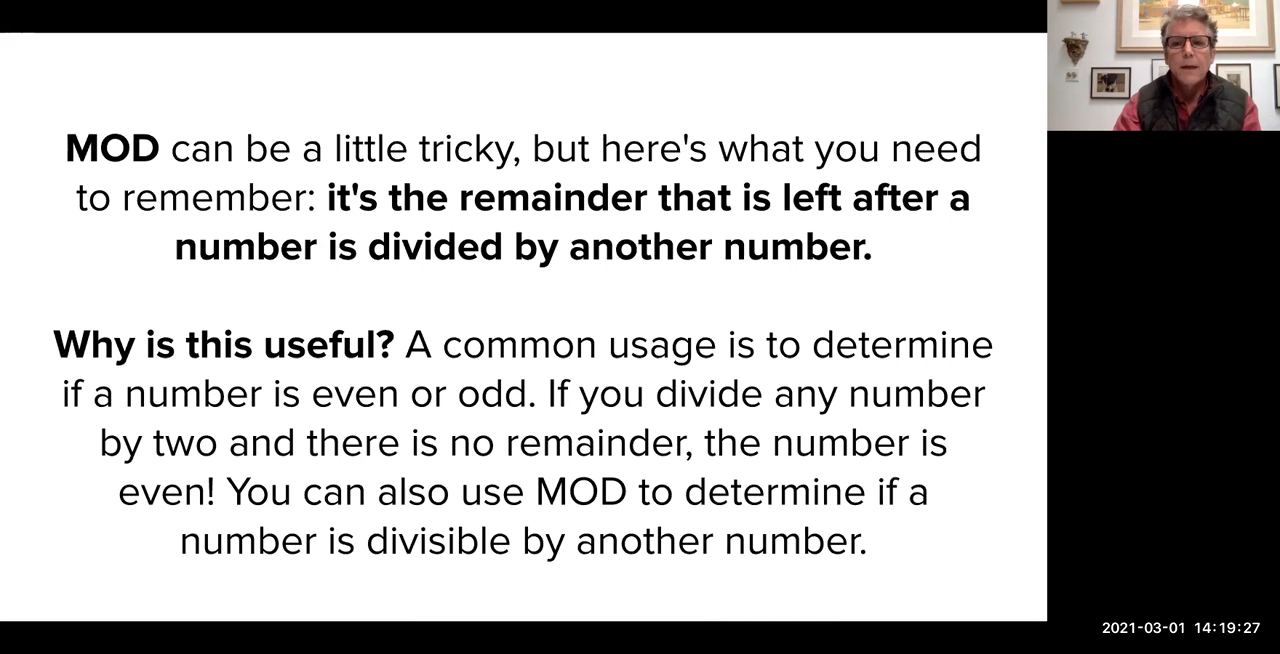 MOD can be a little tricky, but here's what you need
to remember: it's the remainder that is left after a
number is divided by another number.
Why is this useful? A common usage is to determine
if a number is even or odd. If you divide any number
by two and there is no remainder, the number is
even! You can also use MOD to determine if a
number is divisible by another number.
2021-03-01 14:19:27